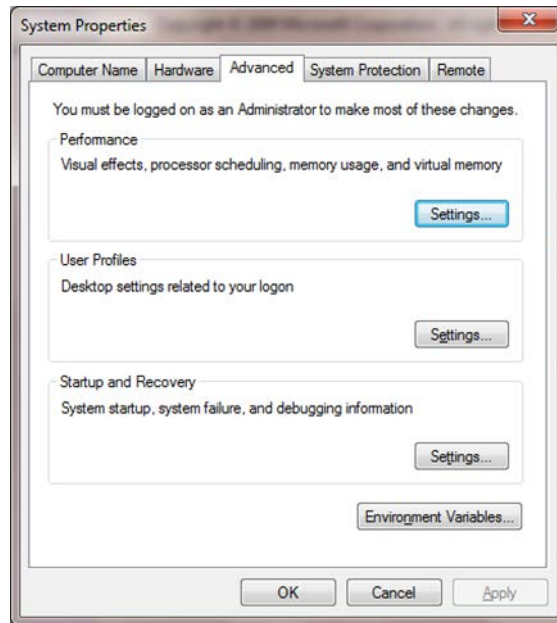 System Properties
Computer Name Hardware Advanced System Protection Remote
You must be logged on as an Administrator to make most of these changes.
Performance
Visual effects, processor scheduling, memory usage, and virtual memory
Settings...
User Profiles
Desktop settings related to your logon
Settings...
Startup and Recovery
System startup, system failure, and debugging information
Settings...
Environment Variables...
OK Cancel Apply